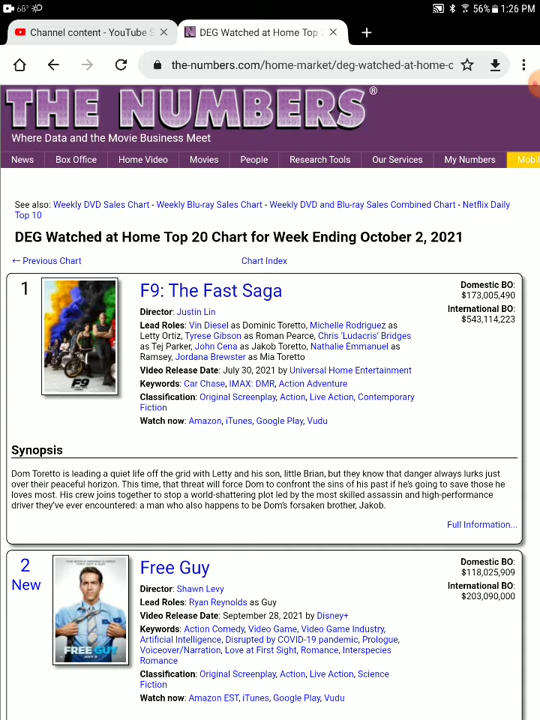 68°
56% 1:26 PM
Channel content - YouTube S
DEG Watched at Home Top 2
the-numbers.com/home-market/deg-watched-at-home-c
THE NUMBERS®
Where Data and the Movie Business Meet
News Box Office Home Video Movies People Research Tools Our Services My Numbers Mobil
See also: Weekly DVD Sales Chart - Weekly Blu-ray Sales Chart - Weekly DVD and Blu-ray Sales Combined Chart - Netflix Daily
Top 10
DEG Watched at Home Top 20 Chart for Week Ending October 2, 2021
← Previous Chart Chart Index
1
F9: The Fast Saga
Director: Justin Lin
Lead Roles: Vin Diesel as Dominic Toretto, Michelle Rodriguez as
Letty Ortiz, Tyrese Gibson as Roman Pearce, Chris 'Ludacris' Bridges
as Tej Parker, John Cena as Jakob Toretto, Nathalie Emmanuel as
Ramsey, Jordana Brewster as Mia Toretto
Video Release Date: July 30, 2021 by Universal Home Entertainment
Keywords: Car Chase, IMAX: DMR, Action Adventure
Classification: Original Screenplay, Action, Live Action, Contemporary
Fiction
Watch now: Amazon, iTunes, Google Play, Vudu
Domestic BO:
$173,005,490
International BO:
$543,114,223
F9
Synopsis
Dom Toretto is leading a quiet life off the grid with Letty and his son, little Brian, but they know that danger always lurks just
over their peaceful horizon. This time, that threat will force Dom to confront the sins of his past if he's going to save those he
loves most. His crew joins together to stop a world-shattering plot led by the most skilled assassin and high-performance
driver they've ever encountered: a man who also happens to be Dom's forsaken brother, Jakob.
Full Information...
2
New
Free Guy
Director: Shawn Levy
Lead Roles: Ryan Reynolds as Guy
Video Release Date: September 28, 2021 by Disney+
Keywords: Action Comedy, Video Game, Video Game Industry,
Artificial Intelligence, Disrupted by COVID-19 pandemic, Prologue,
Voiceover/Narration, Love at First Sight, Romance, Interspecies
Romance
Classification: Original Screenplay, Action, Live Action, Science
Fiction
Watch now: Amazon EST, iTunes, Google Play, Vudu
Domestic BO:
$118,025,909
International BO:
$203,090,000
FREE GUY